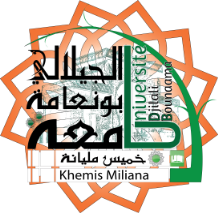 الجيلالي
بونعامة
جامعة
خميس مليانة
Université
Djilali
Bounaama
Khemis Miliana